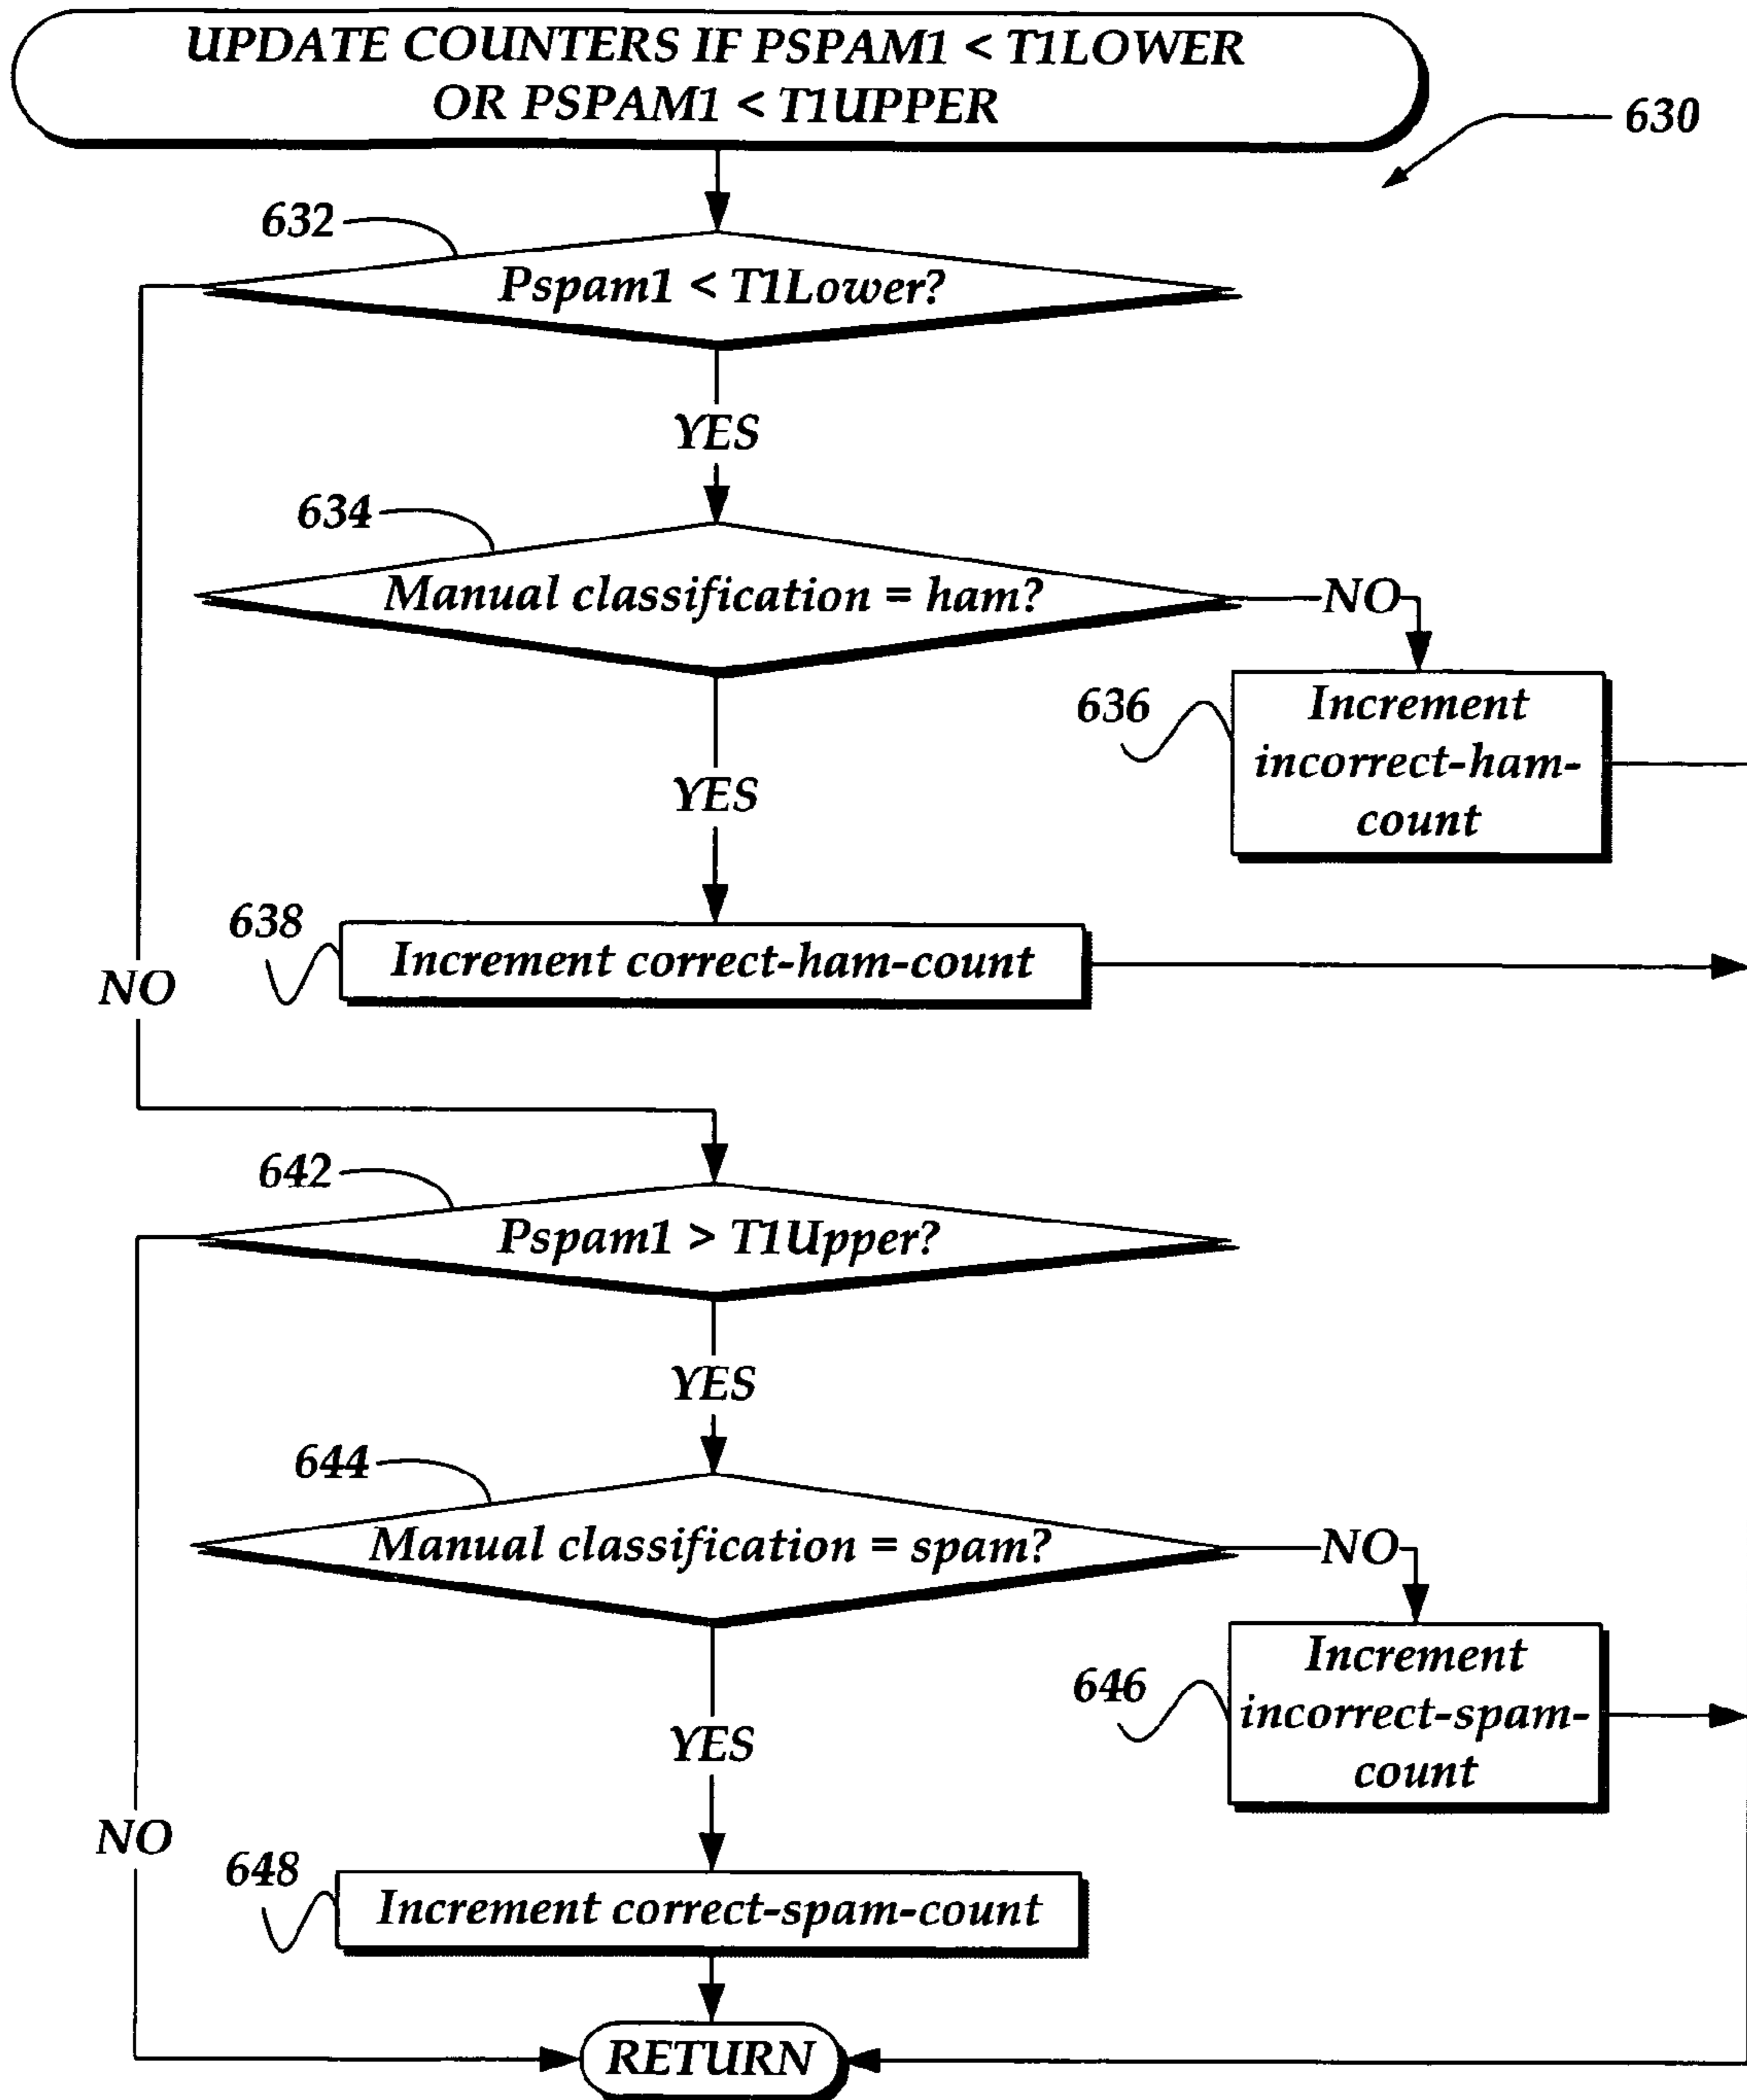 UPDATE COUNTERS IF PSPAM1 < T1LOWER
OR PSPAM1 < T1UPPER
630
632
Pspam1 < T1Lower?
YES
634
Manual classification = ham?
NO
636
Increment
incorrect-ham-
count
YES
638
Increment correct-ham-count
NO
642
Pspam1 > T1Upper?
YES
644
Manual classification = spam?
NO
646
Increment
incorrect-spam-
count
YES
NO
648
Increment correct-spam-count
RETURN